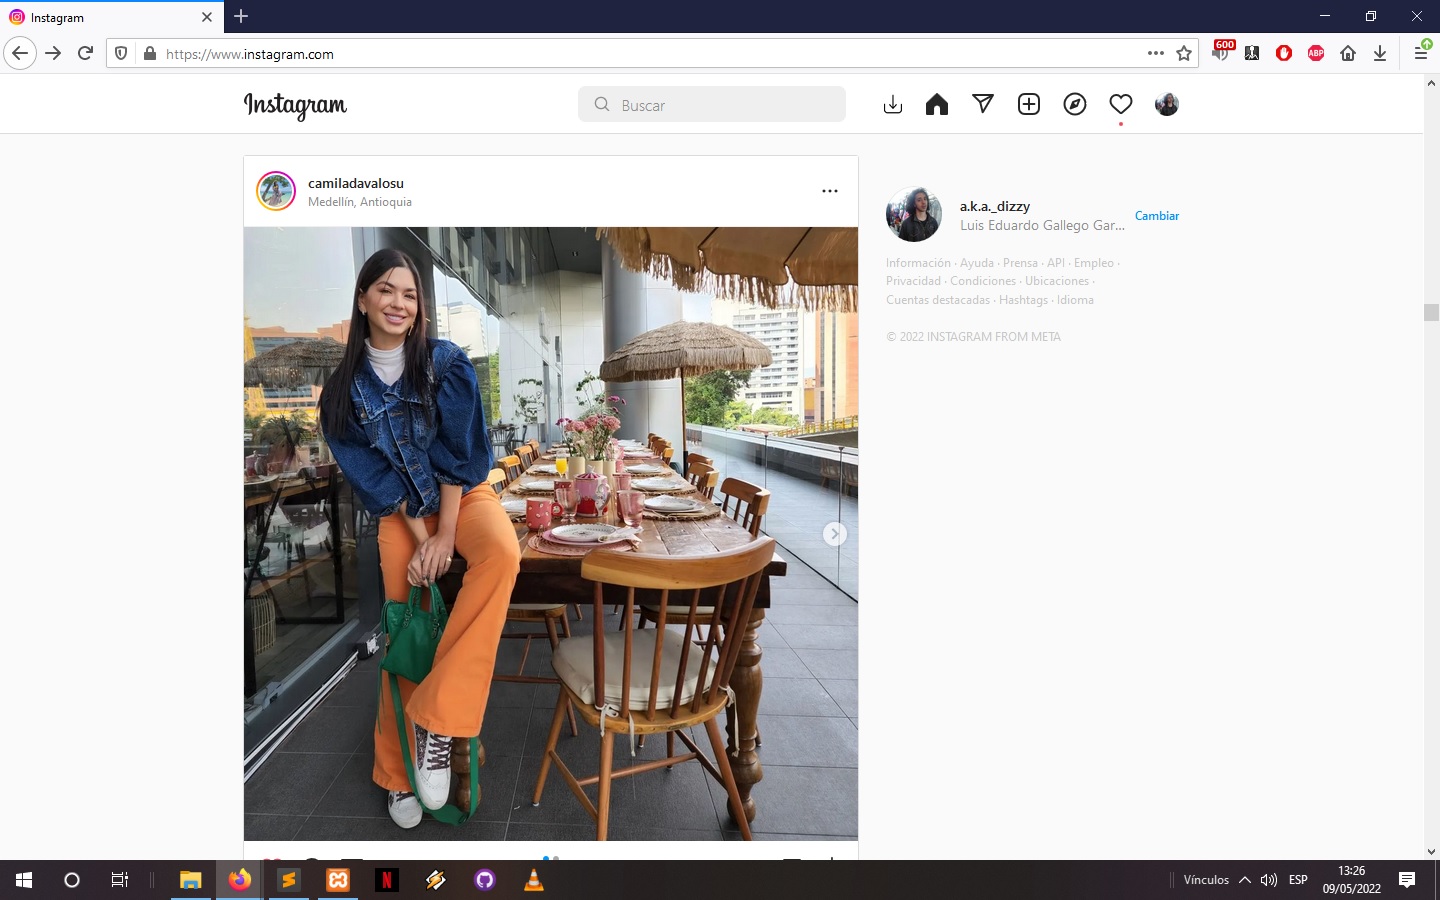 Instagram
https://www.instagram.com
600
ABP
Instagram
Buscar
camiladavalosu
Medellín, Antioquia
a.k.a._dizzy
Luis Eduardo Gallego Gar...
Cambiar
Información · Ayuda · Prensa · API · Empleo ·
Privacidad · Condiciones · Ubicaciones ·
Cuentas destacadas · Hashtags · Idioma
© 2022 INSTAGRAM FROM META
Vínculos
ESP
13:26
09/05/2022